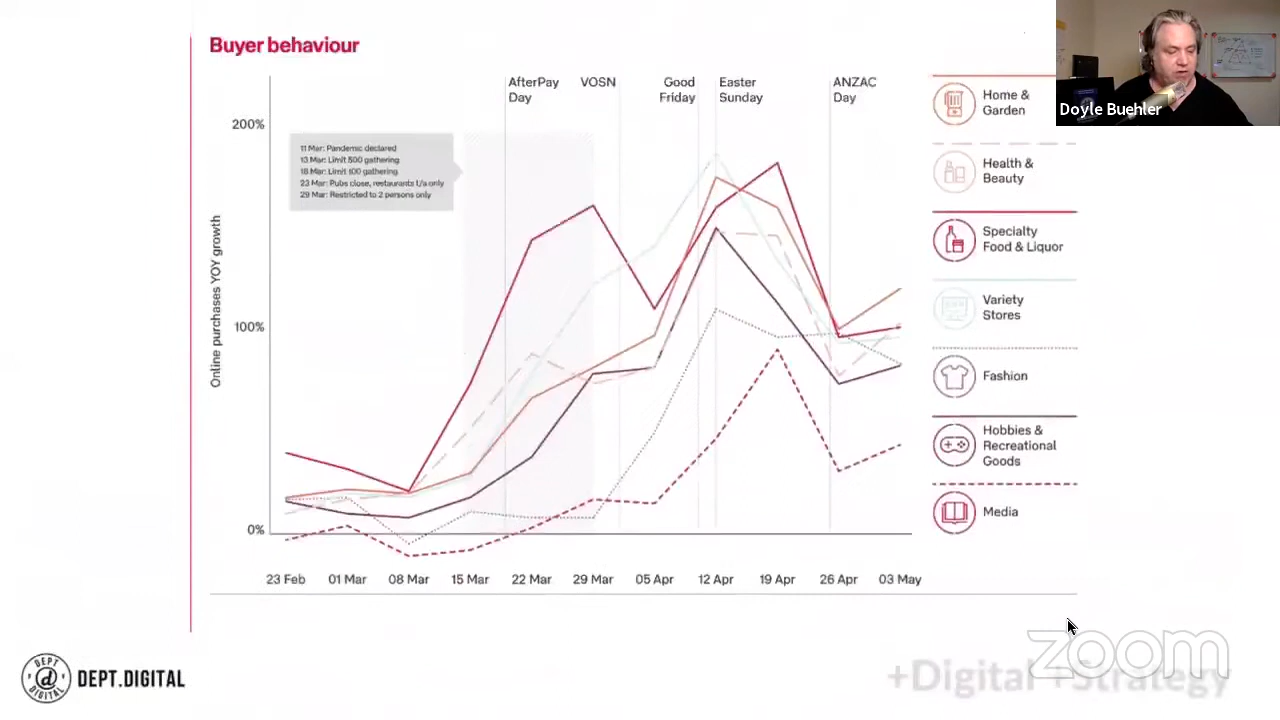 Buyer behaviour
Doyle Buehler
AfterPay
Day
VOSN
Good
Friday
Easter
Sunday
ANZAC
Day
200%
100%
0%
Online purchases YOY growth
11 Mar: Pandemic declared
13 Mar: Limit 500 gathering
18 Mar: Limit 100 gathering
23 Mar: Pubs close, restaurants t/a only
29 Mar: Restricted to 2 persons only
Home &
Garden
Health &
Beauty
Specialty
Food & Liquor
Variety
Stores
Fashion
Hobbies &
Recreational
Goods
Media
23 Feb 01 Mar 08 Mar 15 Mar 22 Mar 29 Mar 05 Apr 12 Apr 19 Apr 26 Apr 03 May
DEPT
DIGITAL
DEPT.DIGITAL
+Digital +Strategy
zoom